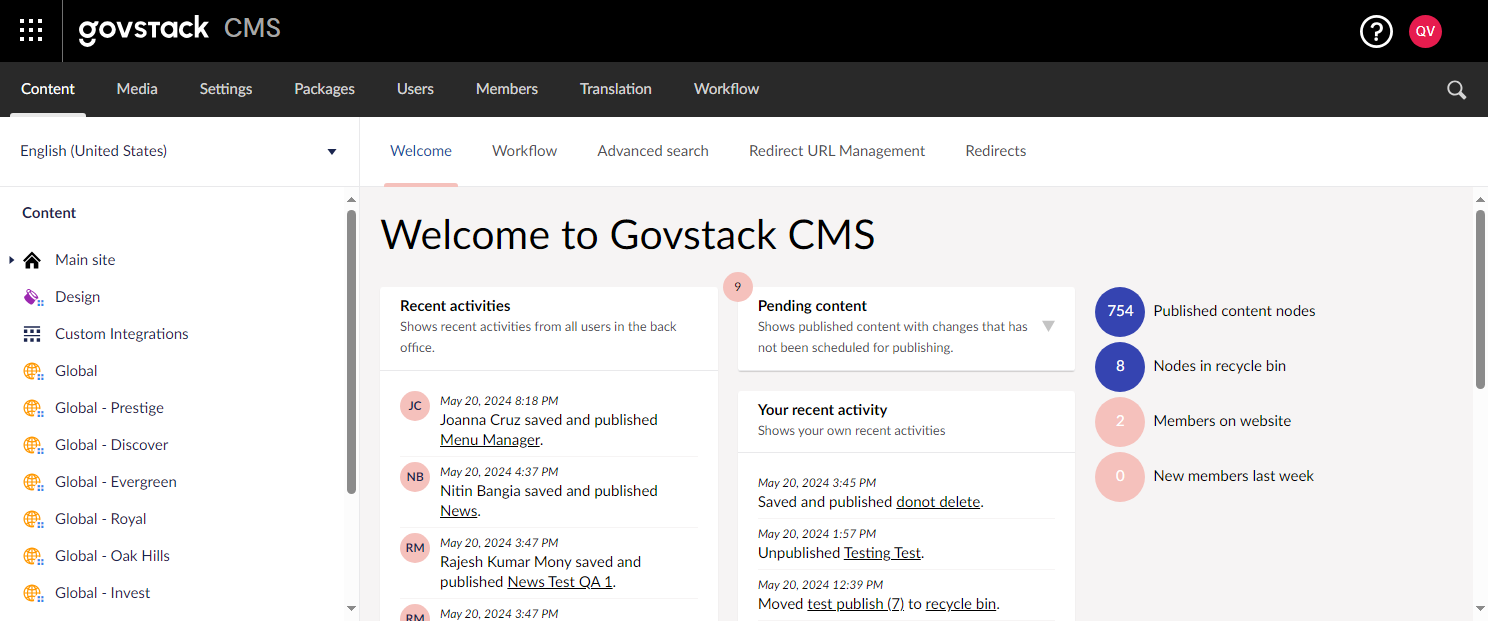 govstack CMS
?
QV
Content Media Settings Packages Users Members Translation Workflow
English (United States)
Welcome Workflow Advanced search Redirect URL Management Redirects
Content
Main site
Design
Custom Integrations
Global
Global - Prestige
Global - Discover
Global - Evergreen
Global - Royal
Global - Oak Hills
Global - Invest
Welcome to Govstack CMS
Recent activities
Shows recent activities from all users in the back
office.
JC
May 20, 2024 8:18 PM
Joanna Cruz saved and published
Menu Manager.
NB
May 20, 2024 4:37 PM
Nitin Bangia saved and published
News.
RM
May 20, 2024 3:47 PM
Rajesh Kumar Mony saved and
published News Test QA 1.
RM
May 20, 2024 3:47 PM
9
Pending content
Shows published content with changes that has
not been scheduled for publishing.
Your recent activity
Shows your own recent activities
May 20, 2024 3:45 PM
Saved and published donot delete.
May 20, 2024 1:57 PM
Unpublished Testing Test.
May 20, 2024 12:39 PM
Moved test publish (7) to recycle bin.
754 Published content nodes
8 Nodes in recycle bin
2 Members on website
0 New members last week